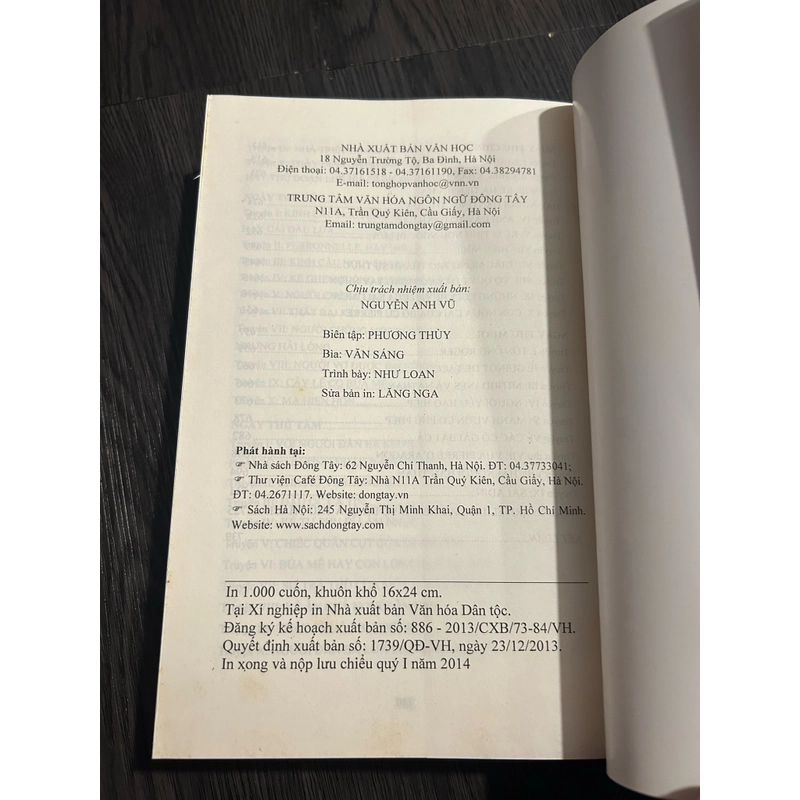 NHÀ XUẤT BẢN VĂN HỌC
18 Nguyễn Trường Tộ, Ba Đình, Hà Nội
Điện thoại: 04.37161518 - 04.37161190, Fax: 04.38294781
E-mail: tonghopvanhoc@vnn.vn
TRUNG TÂM VĂN HÓA NGÔN NGỮ ĐÔNG TÂY
N11A, Trần Quý Kiên, Cầu Giấy, Hà Nội
Email: trungtamdongtay@gmail.com
Chịu trách nhiệm xuất bản:
NGUYỄN ANH VŨ
Biên tập: PHƯƠNG THÙY
Bìa: VĂN SÁNG
Trình bày: NHƯ LOAN
Sửa bản in: LĂNG NGA
Phát hành tại:
☞ Nhà sách Đông Tây: 62 Nguyễn Chí Thanh, Hà Nội. ĐT: 04.37733041;
☞ Thư viện Café Đông Tây: Nhà N11A Trần Quý Kiên, Cầu Giấy, Hà Nội.
ĐT: 04.2671117. Website: dongtay.vn
☞ Sách Hà Nội: 245 Nguyễn Thị Minh Khai, Quận 1, TP. Hồ Chí Minh.
Website: www.sachdongtay.com
In 1.000 cuốn, khuôn khổ 16x24 cm.
Tại Xí nghiệp in Nhà xuất bản Văn hóa Dân tộc.
Đăng ký kế hoạch xuất bản số: 886 - 2013/CXB/73-84/VH.
Quyết định xuất bản số: 1739/QĐ-VH, ngày 23/12/2013.
In xong và nộp lưu chiểu quý I năm 2014